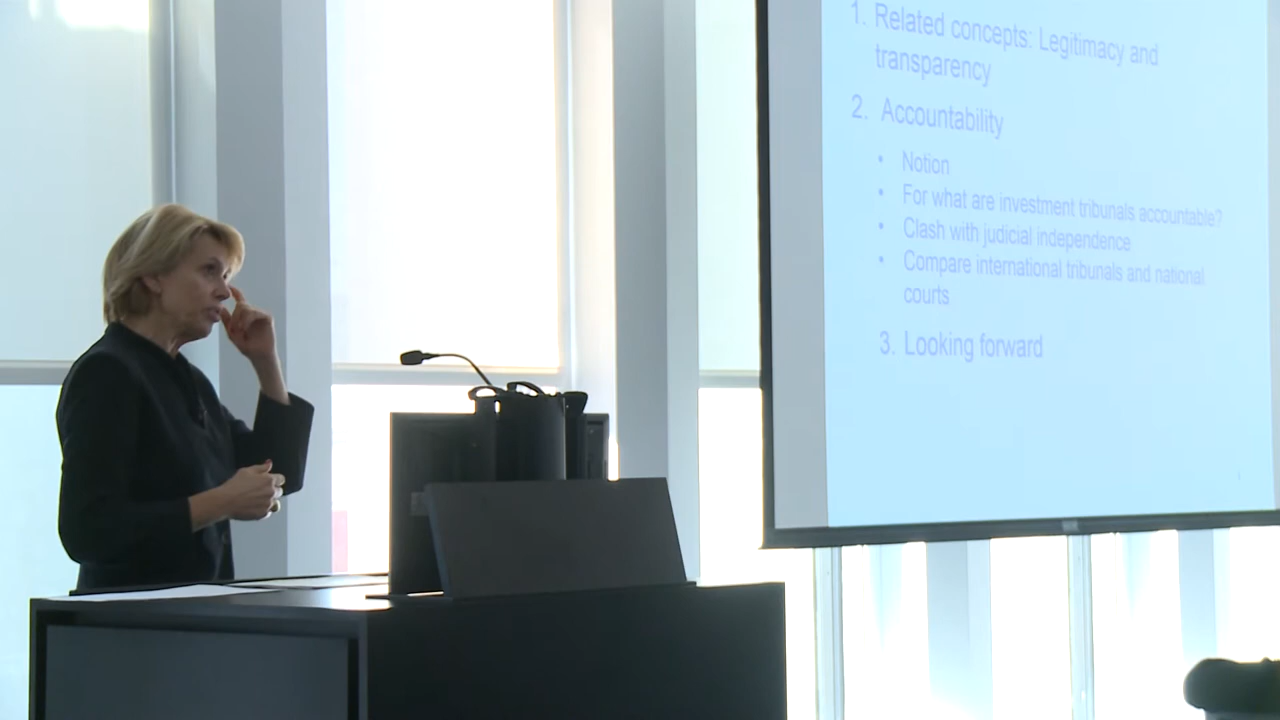 1. Related concepts: Legitimacy and
transparency
2. Accountability
• Notion
• For what are investment tribunals accountable?
• Clash with judicial independence
• Compare international tribunals and national
courts
3. Looking forward